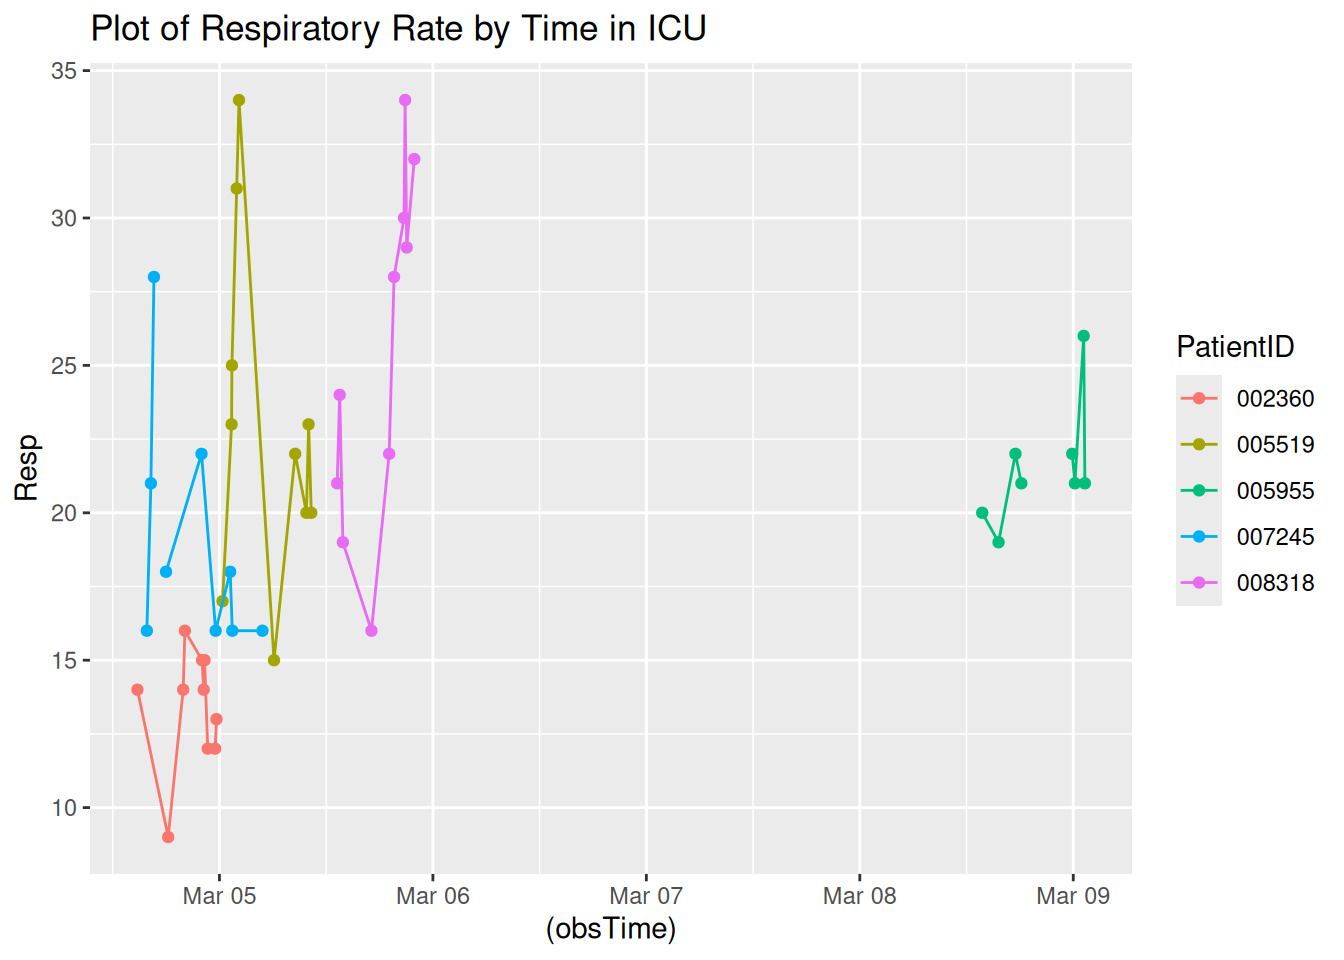 Plot of Respiratory Rate by Time in ICU
35
30
25
20
15
10
Resp
Mar 05 Mar 06 Mar 07 Mar 08 Mar 09
(obsTime)
PatientID
002360
005519
005955
007245
008318